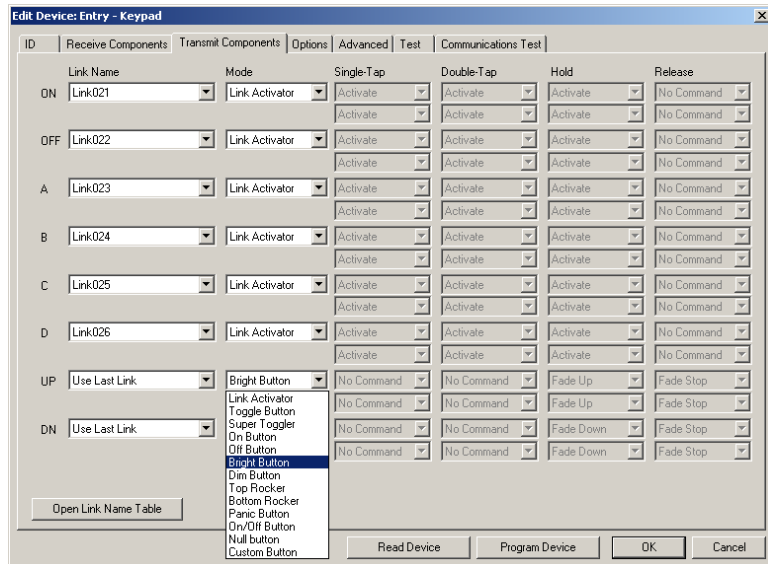 Edit Device: Entry - Keypad
ID Receive Components Transmit Components Options Advanced Test Communications Test
Link Name Mode Single-Tap Double-Tap Hold Release
ON Link021 Link Activator Activate Activate Activate No Command
Activate Activate Activate No Command
OFF Link022 Link Activator Activate Activate Activate No Command
Activate Activate Activate No Command
A Link023 Link Activator Activate Activate Activate No Command
Activate Activate Activate No Command
B Link024 Link Activator Activate Activate Activate No Command
Activate Activate Activate No Command
C Link025 Link Activator Activate Activate Activate No Command
Activate Activate Activate No Command
D Link026 Link Activator Activate Activate Activate No Command
Activate Activate Activate No Command
UP Use Last Link Bright Button No Command No Command Fade Up Fade Stop
Link Activator No Command No Command Fade Up Fade Stop
Toggle Button
Super Toggler
DN Use Last Link On Button No Command No Command Fade Down Fade Stop
Off Button No Command No Command Fade Down Fade Stop
Bright Button
Dim Button
Top Rocker
Bottom Rocker
Open Link Name Table Panic Button
On/Off Button
Null button
Custom Button
Read Device Program Device OK Cancel